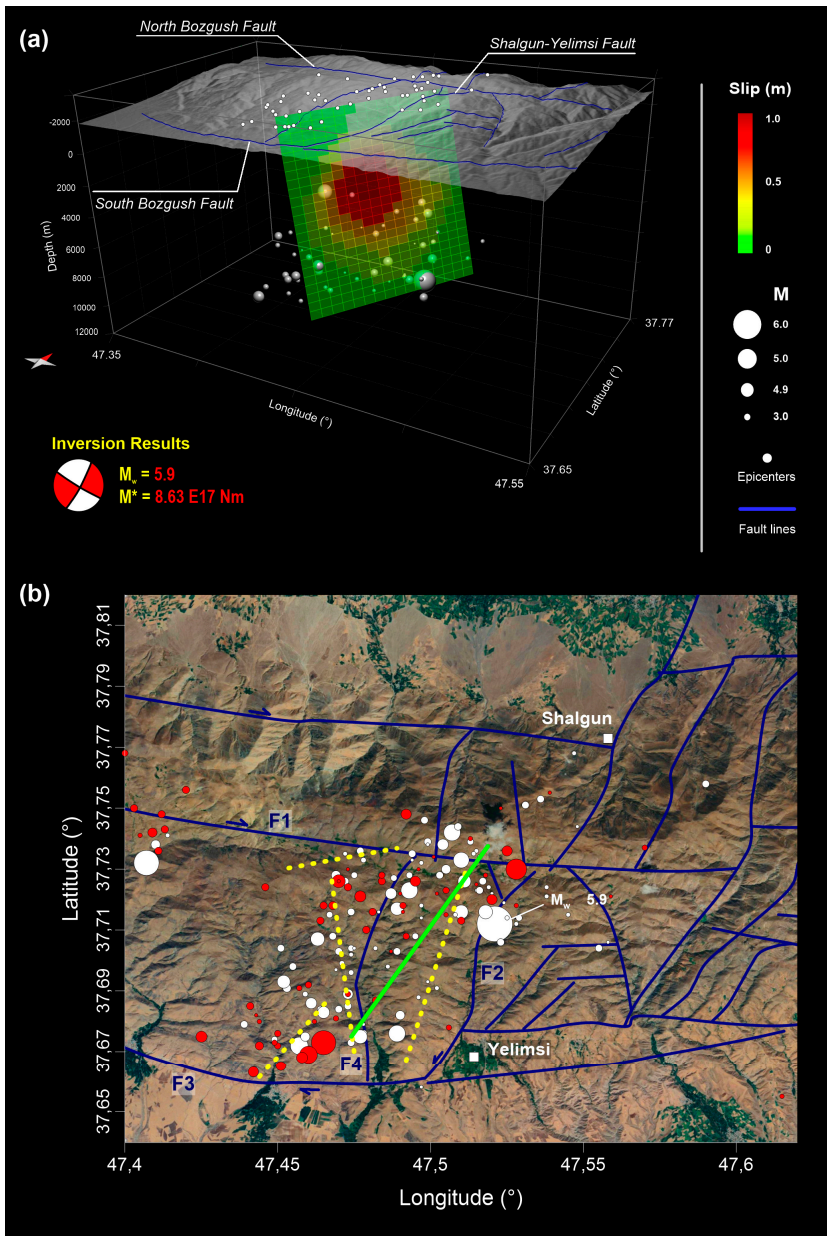 (a)
North Bozgush Fault
Shalgun-Yelimsi Fault
South Bozgush Fault
-2000
0
2000
4000
6000
8000
10000
12000
Depth (m)
47.35
Longitude (°)
47.55
37.65
Latitude (°)
37.77
Slip (m)
1.0
0.5
0
M
6.0
5.0
4.9
3.0
Epicenters
Fault lines
Inversion Results
Mw = 5.9
M* = 8.63 E17 Nm
(b)
37,81
37,79
37,77
37,75
37,73
37,71
37,69
37,67
37,65
Latitude (°)
Shalgun
F1
Mw 5.9
F2
F4
Yelimsi
F3
47,4
47,45
47,5
47,55
47,6
Longitude (°)